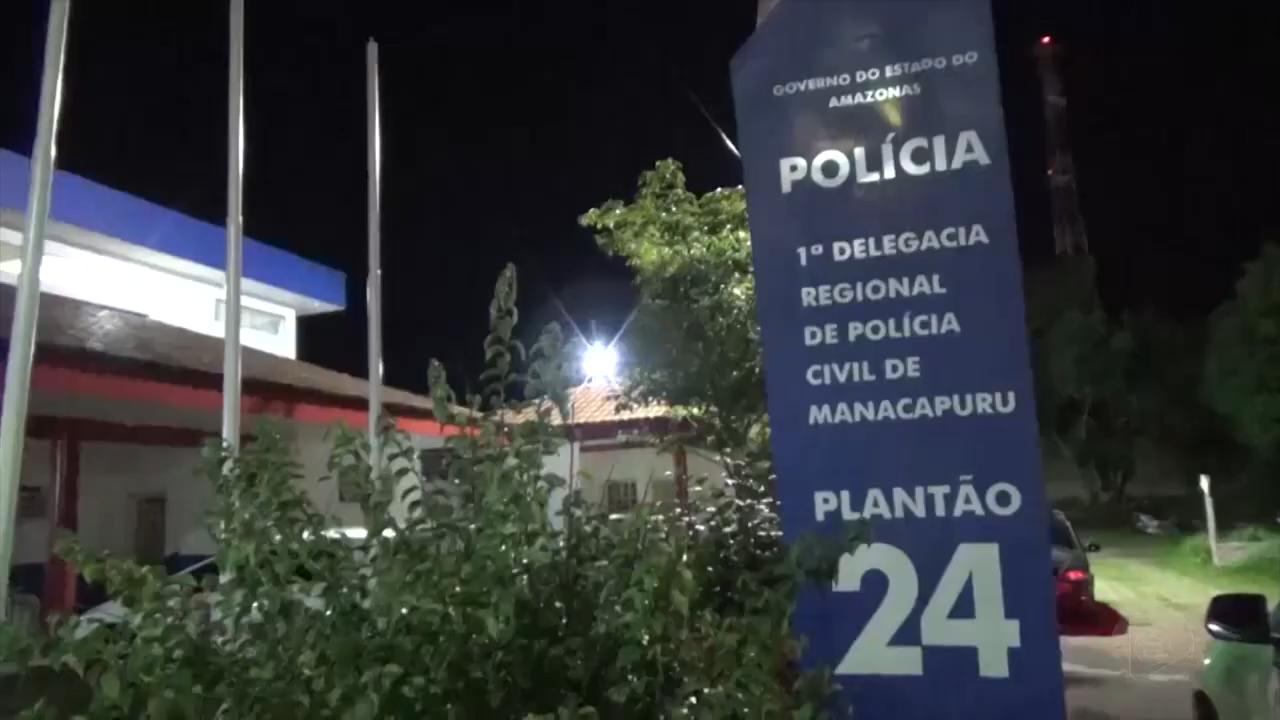 GOVERNO DO ESTADO DO
AMAZONAS
POLÍCIA
1ª DELEGACIA
REGIONAL
DE POLÍCIA
CIVIL DE
MANACAPURU
PLANTÃO
24